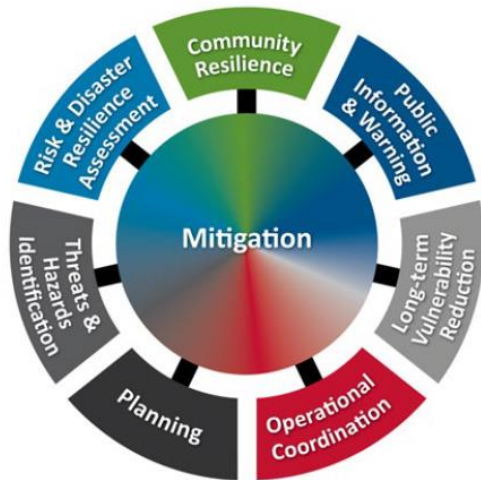 Community
Resilience
Public
Information
& Warning
Long-term
Vulnerability
Reduction
Operational
Coordination
Planning
Threats &
Hazards
Identification
Risk & Disaster
Resilience
Assessment
Mitigation